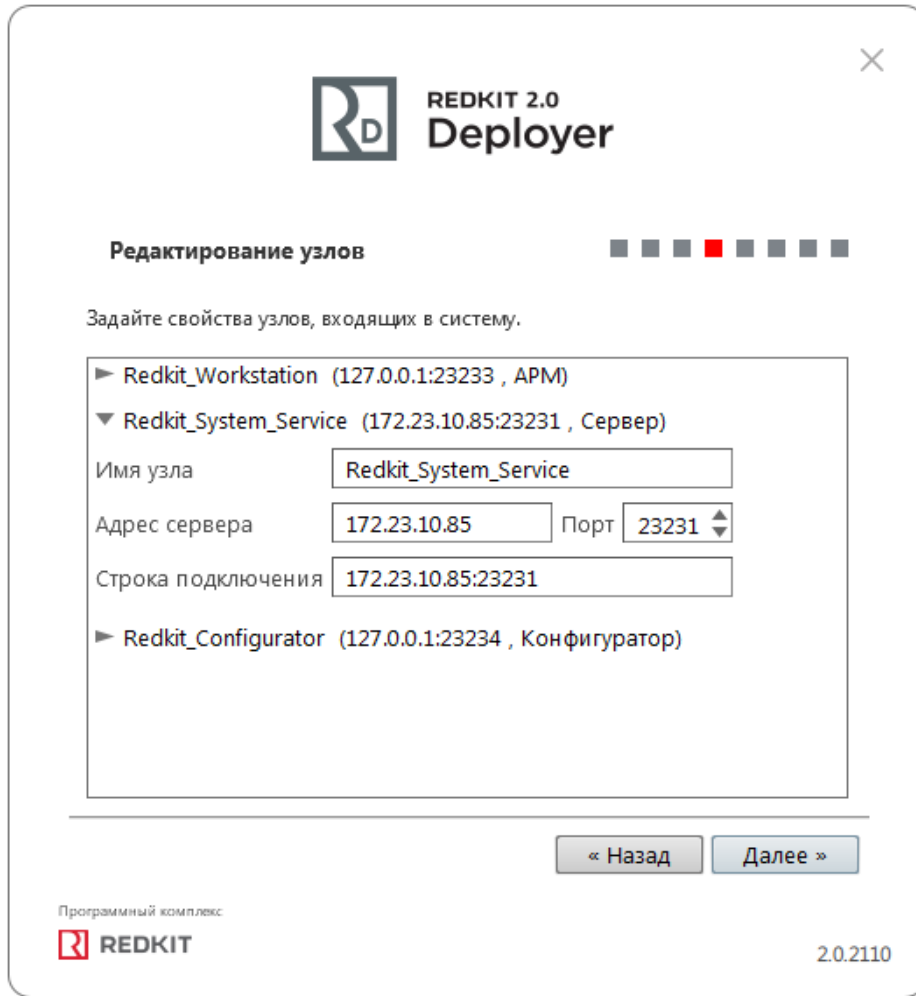 REDKIT 2.0
Deployer
Редактирование узлов
Задайте свойства узлов, входящих в систему.
Redkit_Workstation (127.0.0.1:23233 , АРМ)
Redkit_System_Service (172.23.10.85:23231 , Сервер)
Имя узла Redkit_System_Service
Адрес сервера 172.23.10.85 Порт 23231
Строка подключения 172.23.10.85:23231
Redkit_Configurator (127.0.0.1:23234 , Конфигуратор)
« Назад Далее »
Программный комплекс
REDKIT
2.0.2110